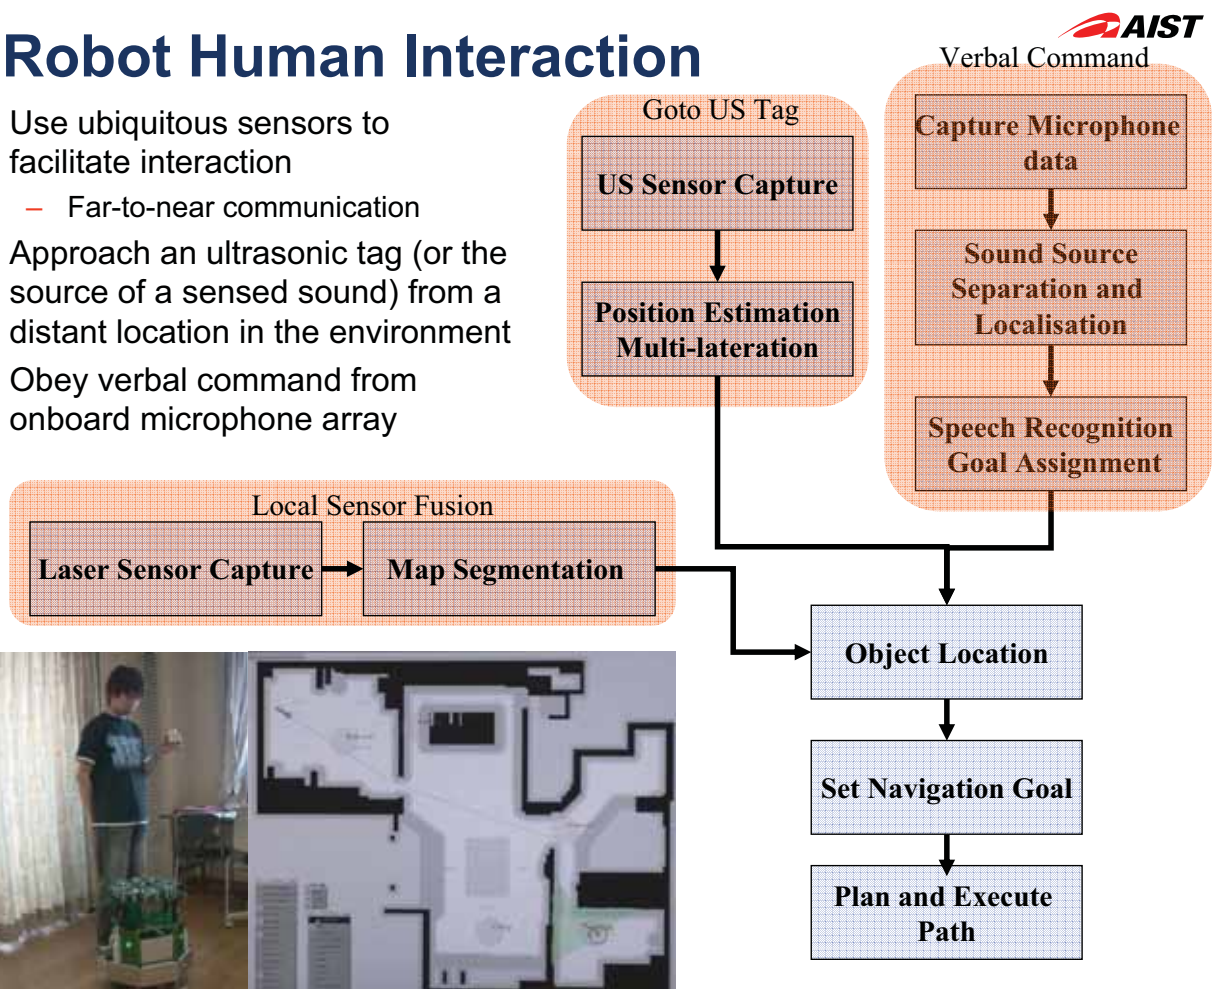 AIST
Robot Human Interaction
Use ubiquitous sensors to
facilitate interaction
– Far-to-near communication
Approach an ultrasonic tag (or the
source of a sensed sound) from a
distant location in the environment
Obey verbal command from
onboard microphone array
Goto US Tag
US Sensor Capture
Position Estimation
Multi-lateration
Verbal Command
Capture Microphone
data
Sound Source
Separation and
Localisation
Speech Recognition
Goal Assignment
Local Sensor Fusion
Laser Sensor Capture
Map Segmentation
Object Location
Set Navigation Goal
Plan and Execute
Path